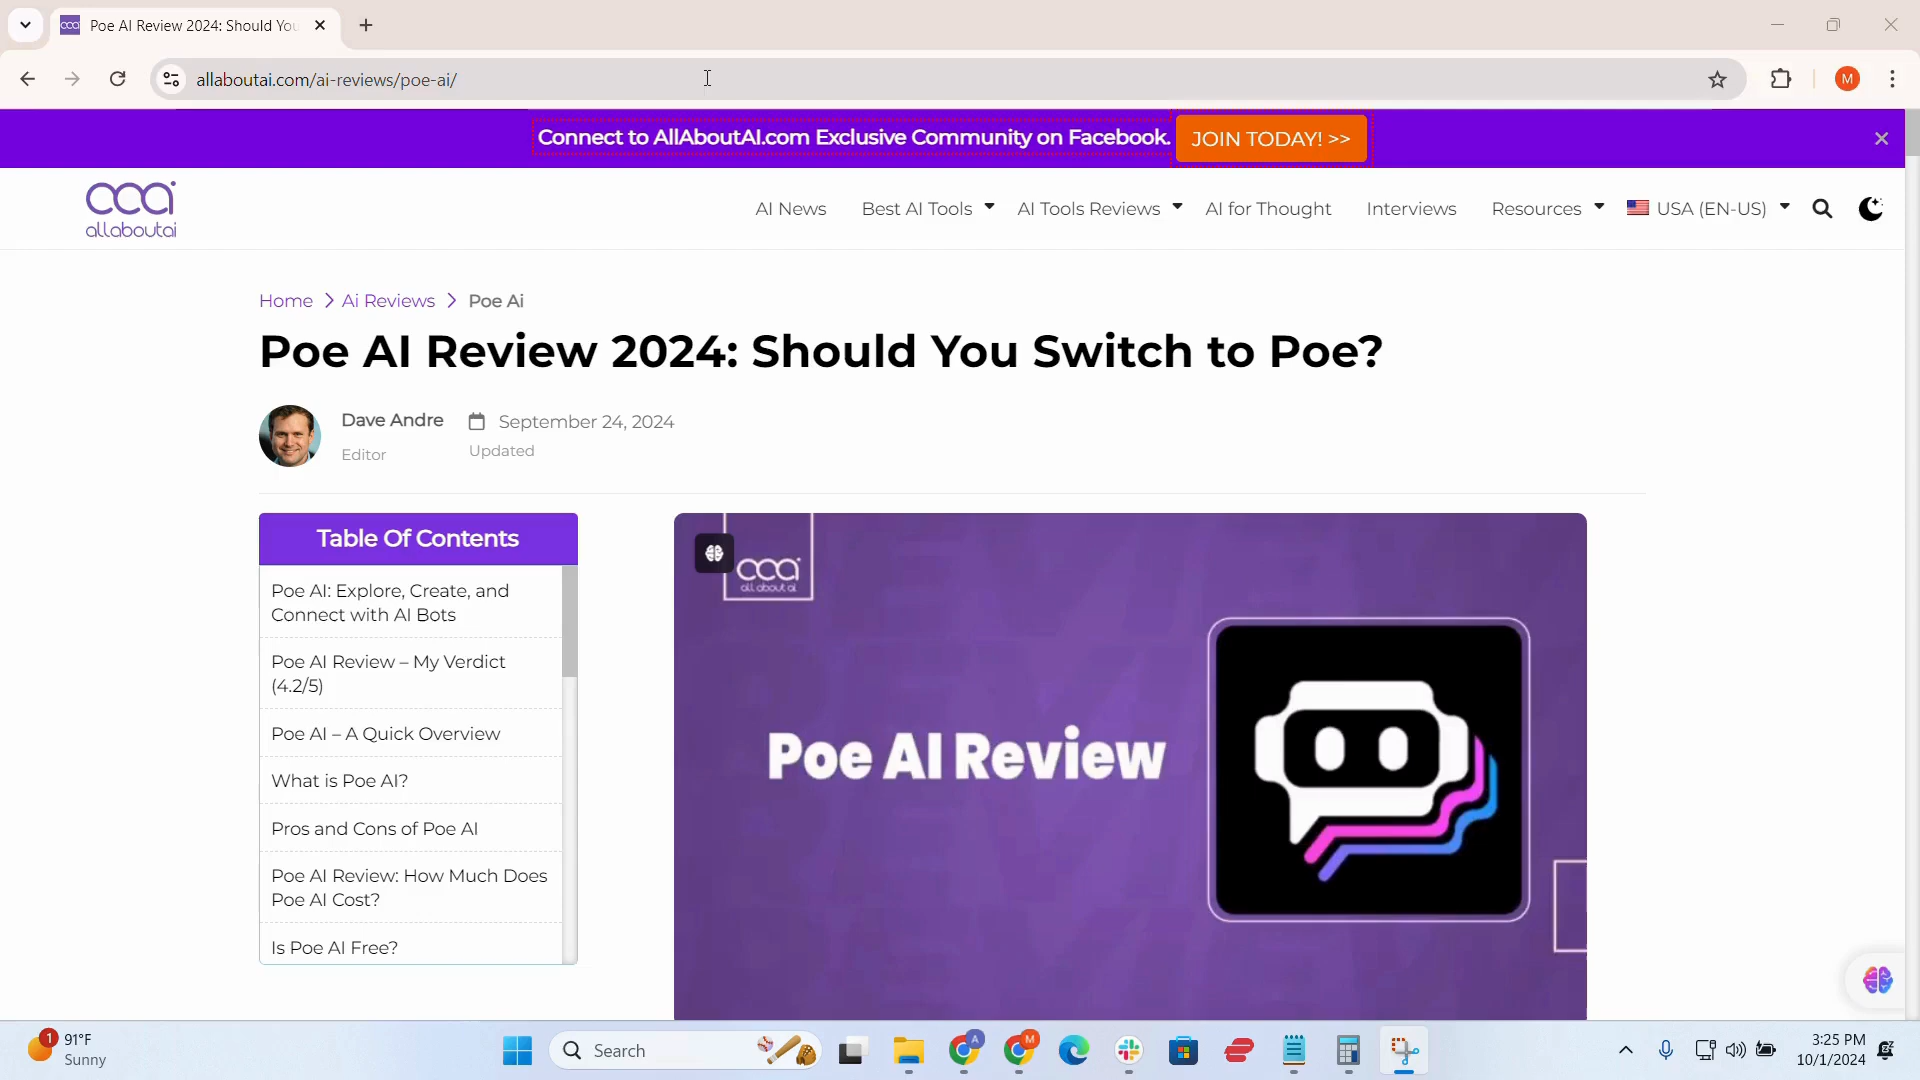 Poe AI Review 2024: Should You
allaboutai.com/ai-reviews/poe-ai/
M
Connect to AllAboutAI.com Exclusive Community on Facebook.
JOIN TODAY! >>
allaboutai
AI News
Best AI Tools
AI Tools Reviews
AI for Thought
Interviews
Resources
USA (EN-US)
Home
Ai Reviews
Poe Ai
Poe AI Review 2024: Should You Switch to Poe?
Dave Andre
September 24, 2024
Editor
Updated
Table Of Contents
Poe AI: Explore, Create, and
Connect with AI Bots
Poe AI Review – My Verdict
(4.2/5)
Poe AI – A Quick Overview
What is Poe AI?
Pros and Cons of Poe AI
Poe AI Review: How Much Does
Poe AI Cost?
Is Poe AI Free?
all about ai
Poe AI Review
1
91°F
Sunny
Search
A
M
3:25 PM
10/1/2024